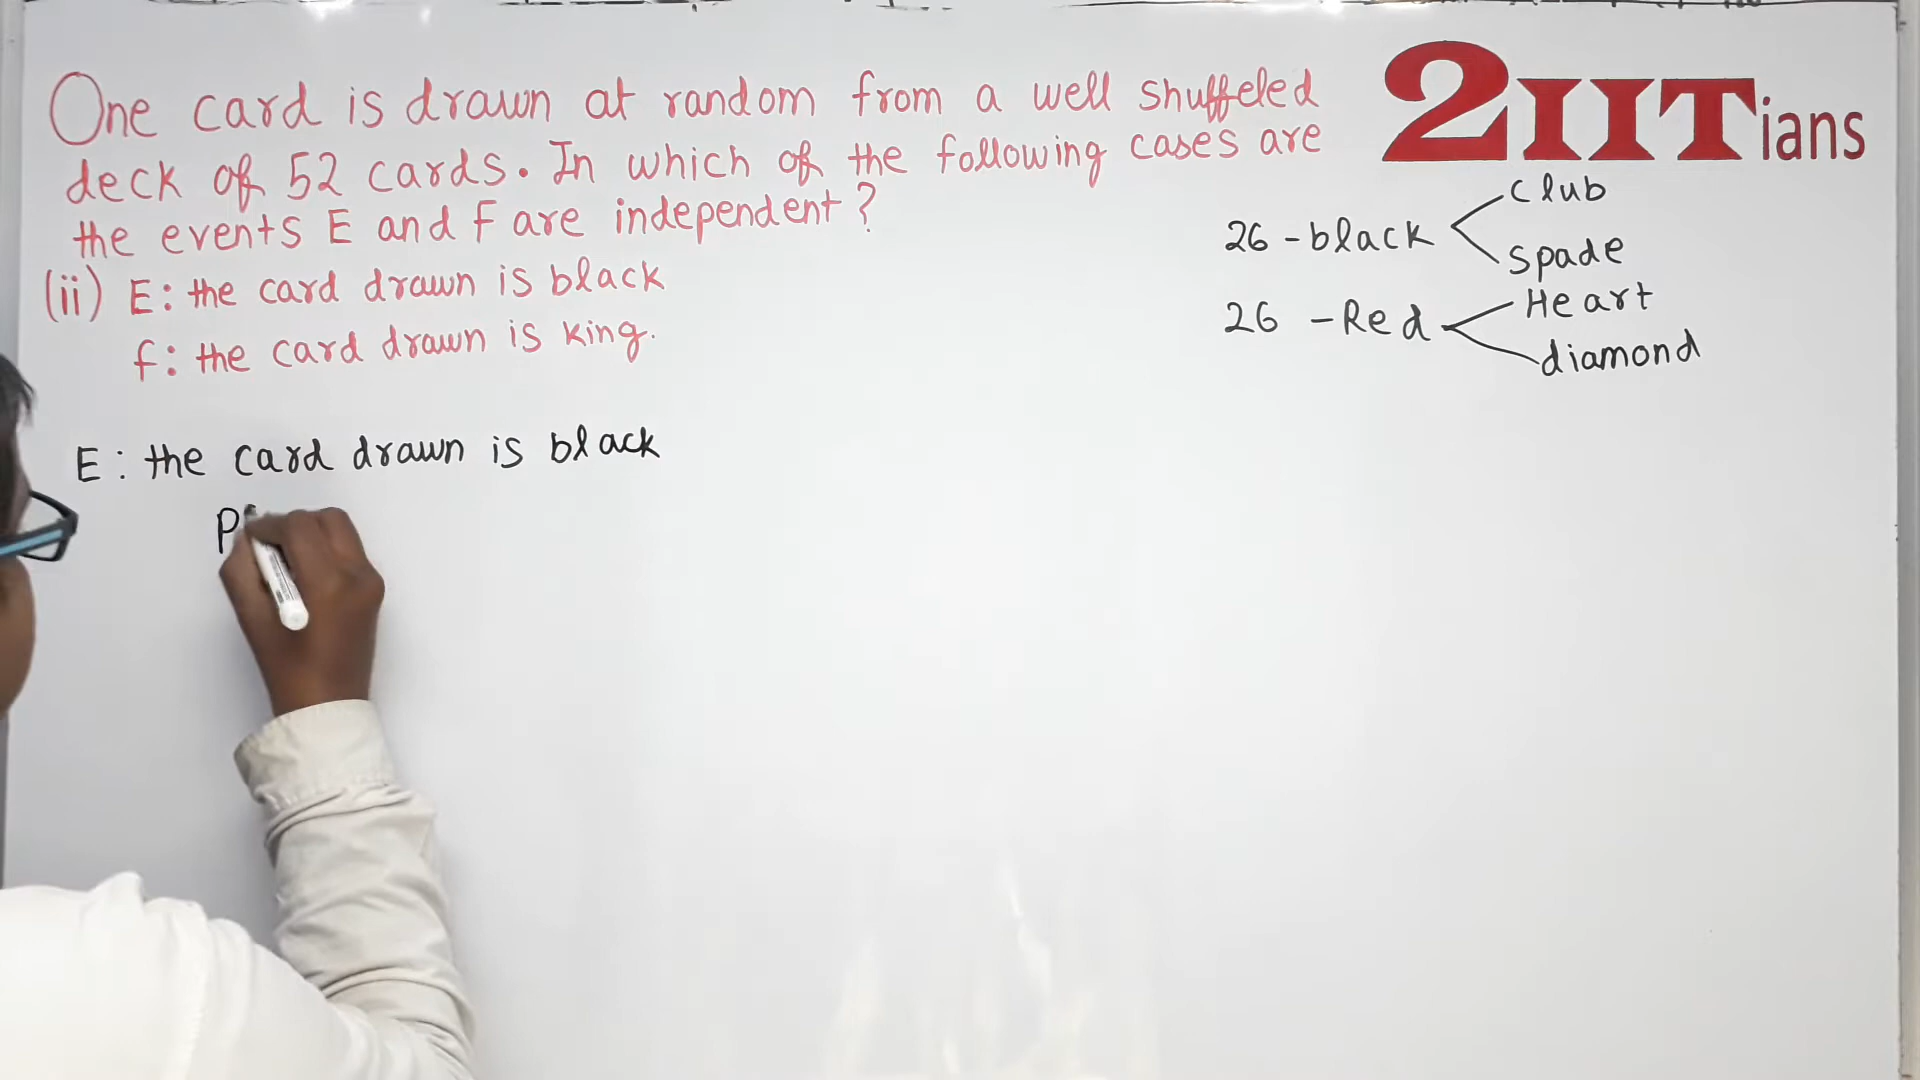 One card is drawn at random from a well shuffeled
deck of 52 cards. In which of the following cases are
the events E and F are independent?
(ii) E: the card drawn is black
f: the card drawn is king.
2IITians
26 - black
Club
Spade
26 - Red
Heart
diamond
E: the card drawn is black
P